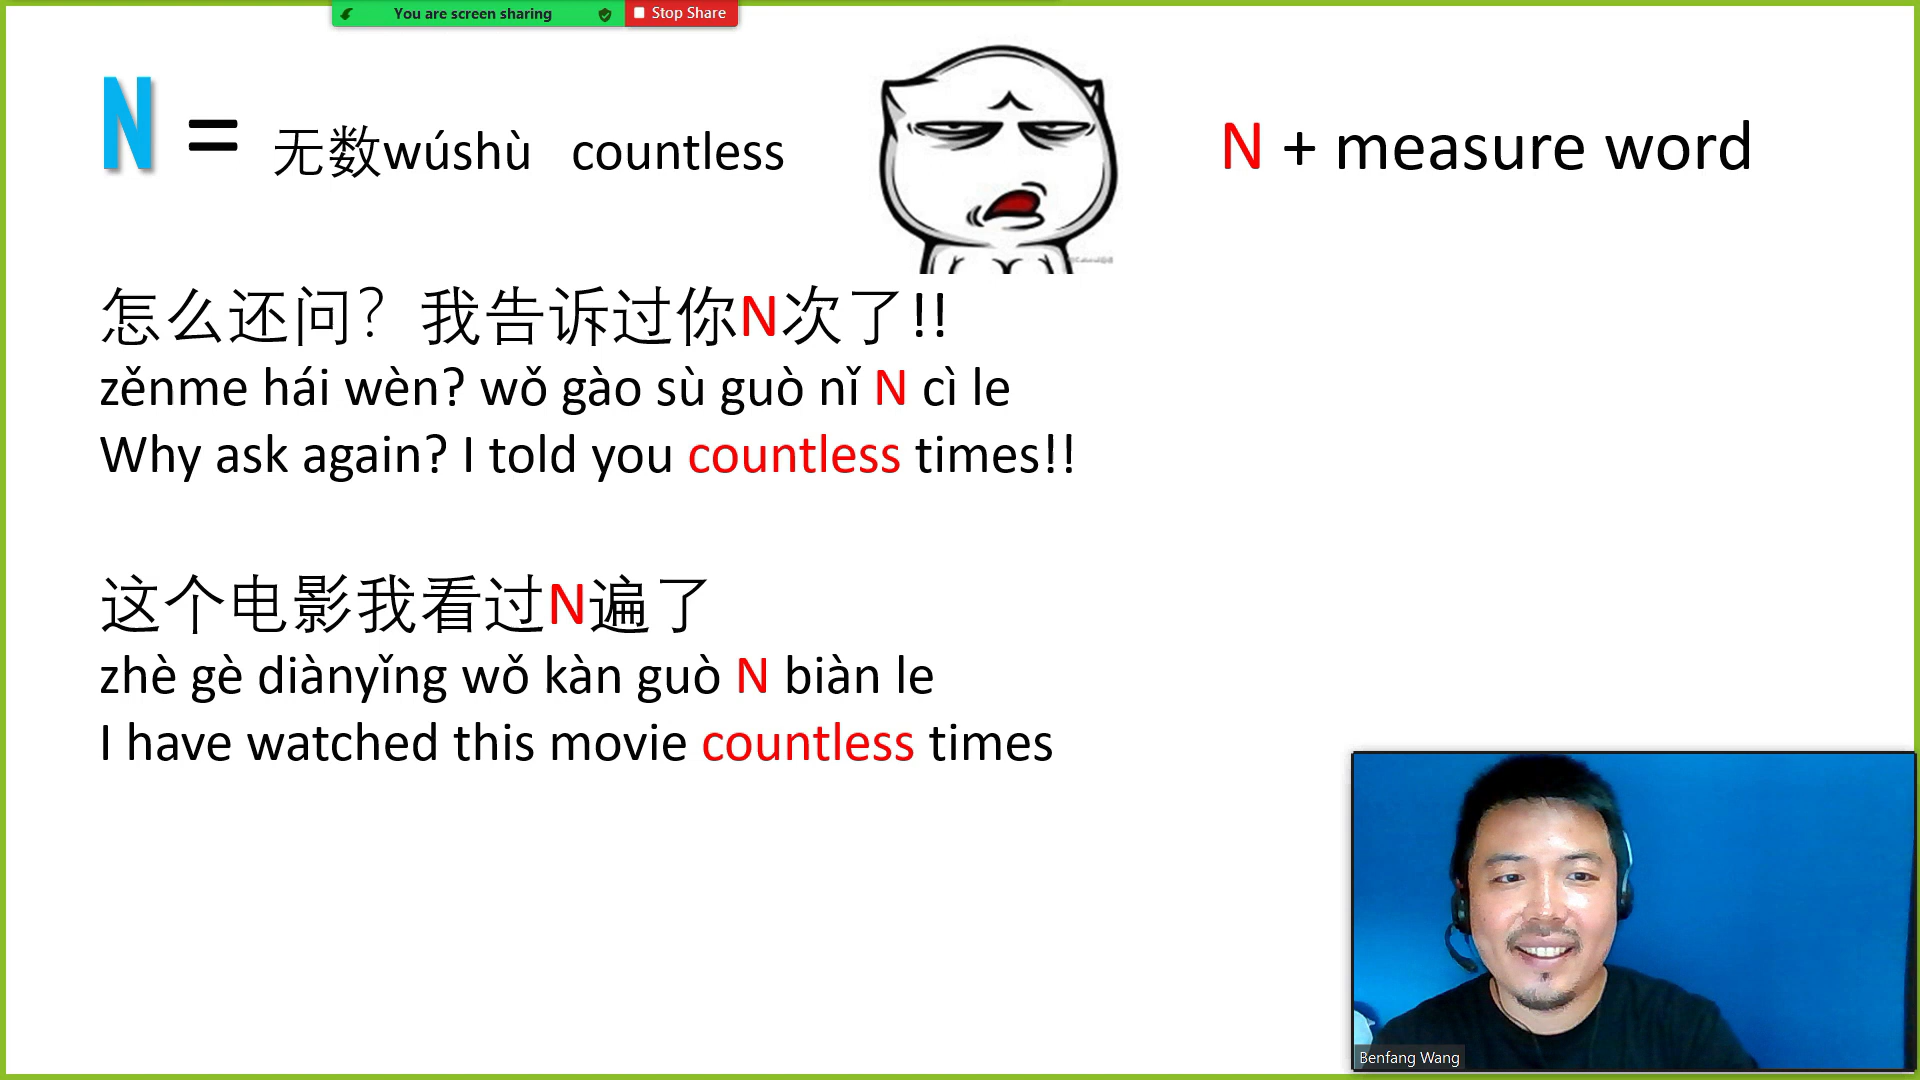 You are screen sharing Stop Share
N = 无数wúshù countless
N + measure word
怎么还问？我告诉过你N次了!!
zěnme hái wèn? wǒ gào sù guò nǐ N cì le
Why ask again? I told you countless times!!
这个电影我看过N遍了
zhè gè diànyǐng wǒ kàn guò N biàn le
I have watched this movie countless times
Benfang Wang